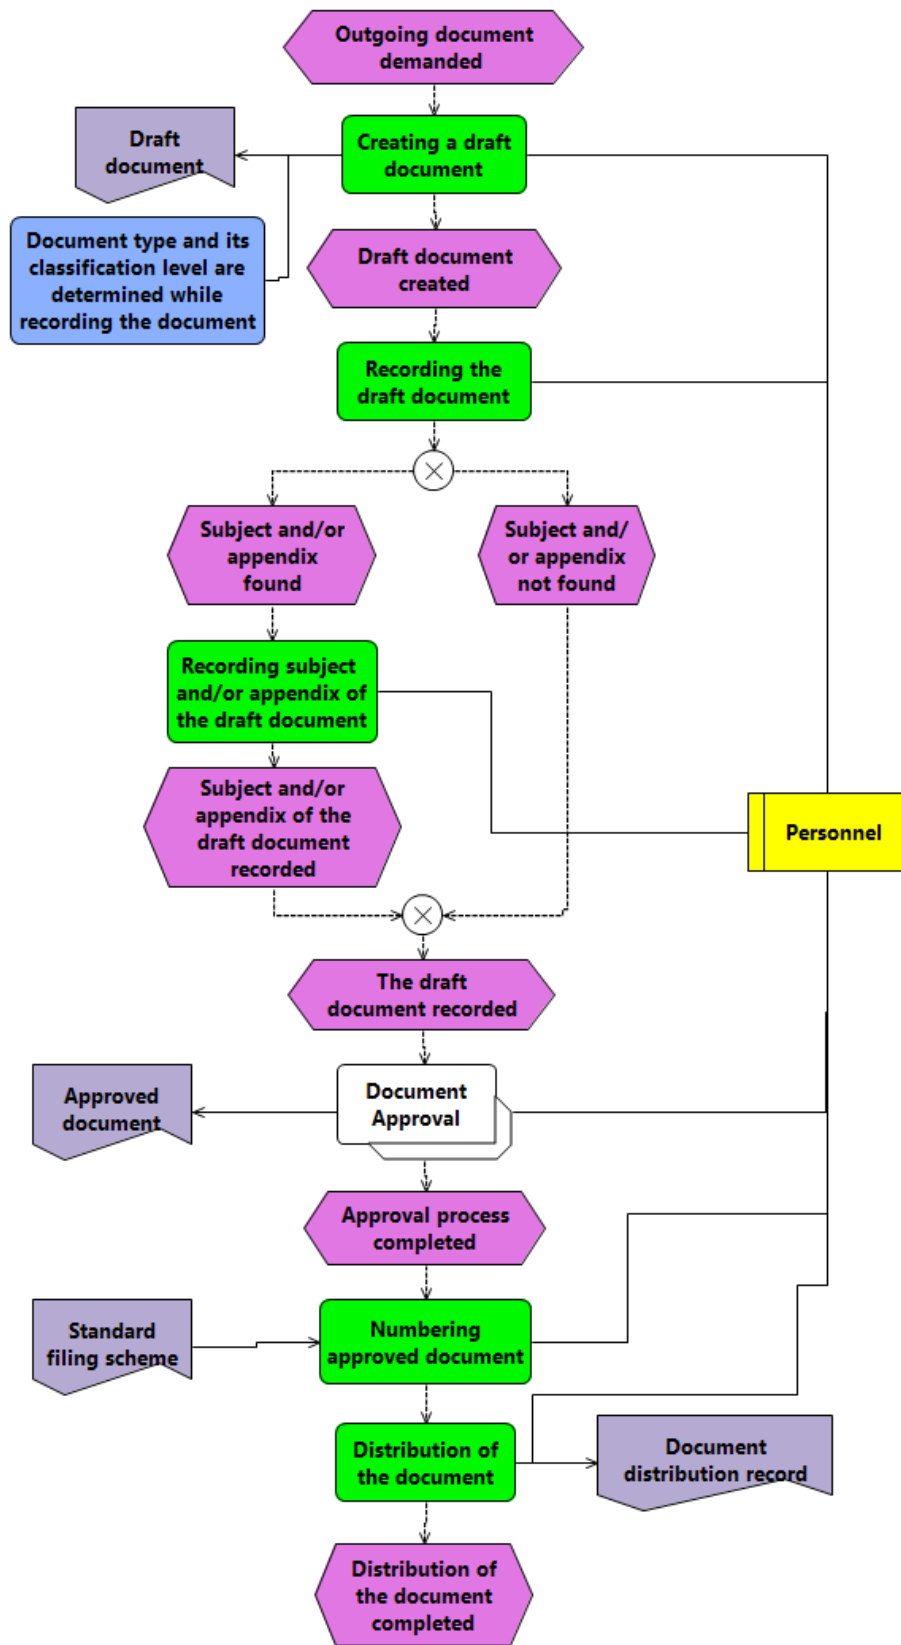 Outgoing document
demanded
Draft
document
Creating a draft
document
Document type and its
classification level are
determined while
recording the document
Draft document
created
Recording the
draft document
Subject and/or
appendix
found
Subject and/
or appendix
not found
Recording subject
and/or appendix of
the draft document
Subject and/or
appendix of the
draft document
recorded
Personnel
The draft
document recorded
Approved
document
Document
Approval
Approval process
completed
Standard
filing scheme
Numbering
approved document
Distribution of
the document
Document
distribution record
Distribution of
the document
completed